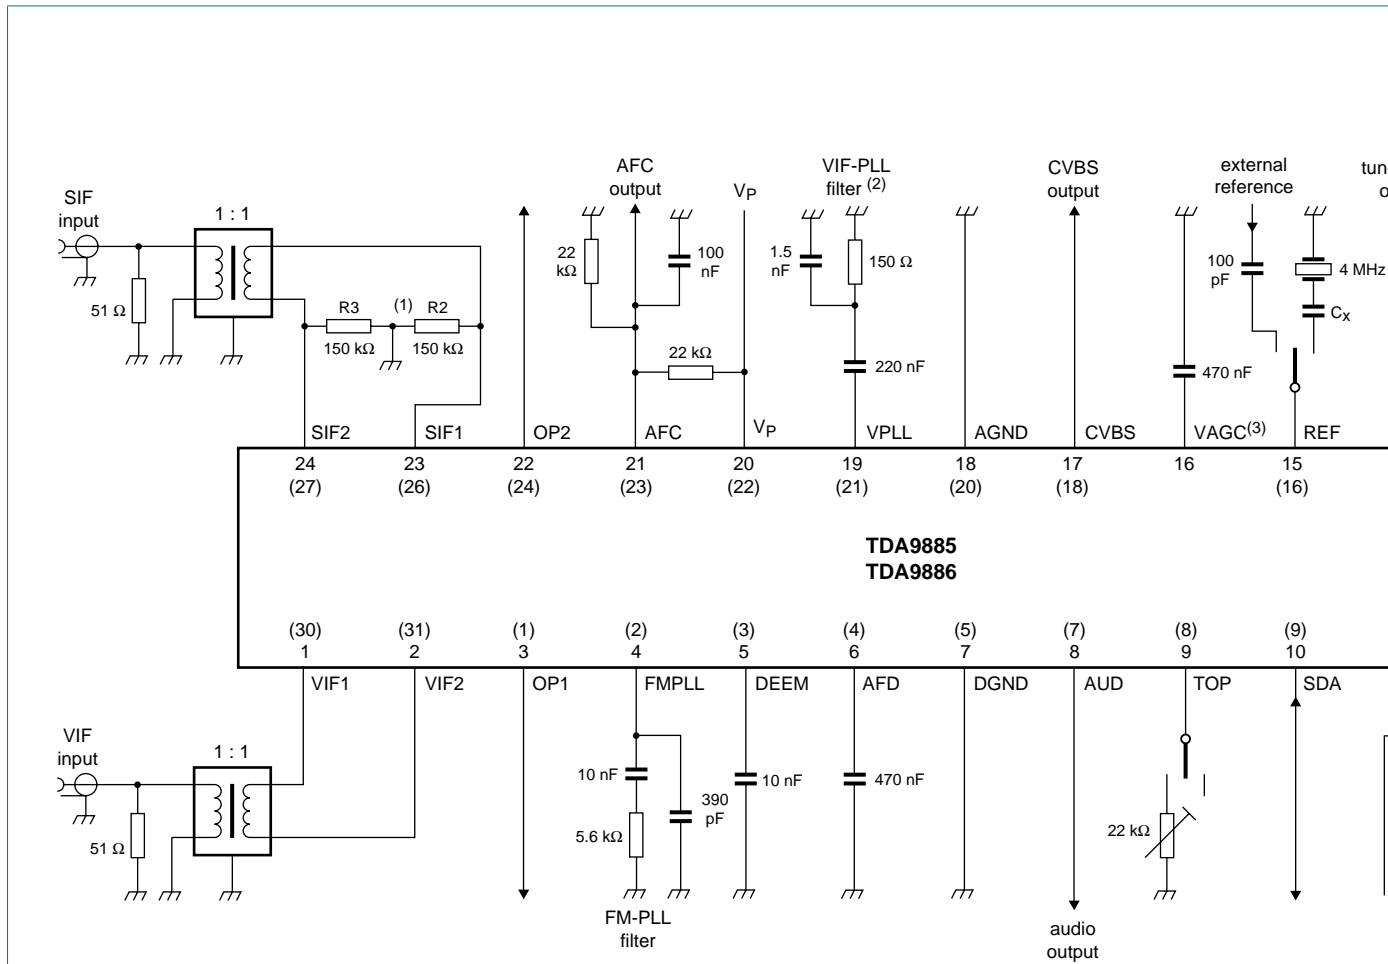 AFC
output
VIF-PLL
filter (2)
CVBS
output
external
reference
tun
o
SIF
input
1 : 1
VP
22
kΩ
100
nF
1.5
nF
150 Ω
100
pF
4 MHz
51 Ω
R3
(1)
R2
150 kΩ
150 kΩ
Cx
22 kΩ
220 nF
470 nF
SIF2
SIF1
OP2
AFC
VP
VPLL
AGND
CVBS
VAGC(3)
REF
24
23
22
21
20
19
18
17
16
15
(27)
(26)
(24)
(23)
(22)
(21)
(20)
(18)
(16)
TDA9885
TDA9886
(30)
(31)
(1)
(2)
(3)
(4)
(5)
(7)
(8)
(9)
1
2
3
4
5
6
7
8
9
10
VIF1
VIF2
OP1
FMPLL
DEEM
AFD
DGND
AUD
TOP
SDA
VIF
input
1 : 1
51 Ω
10 nF
5.6 kΩ
390
pF
10 nF
470 nF
22 kΩ
FM-PLL
filter
audio
output